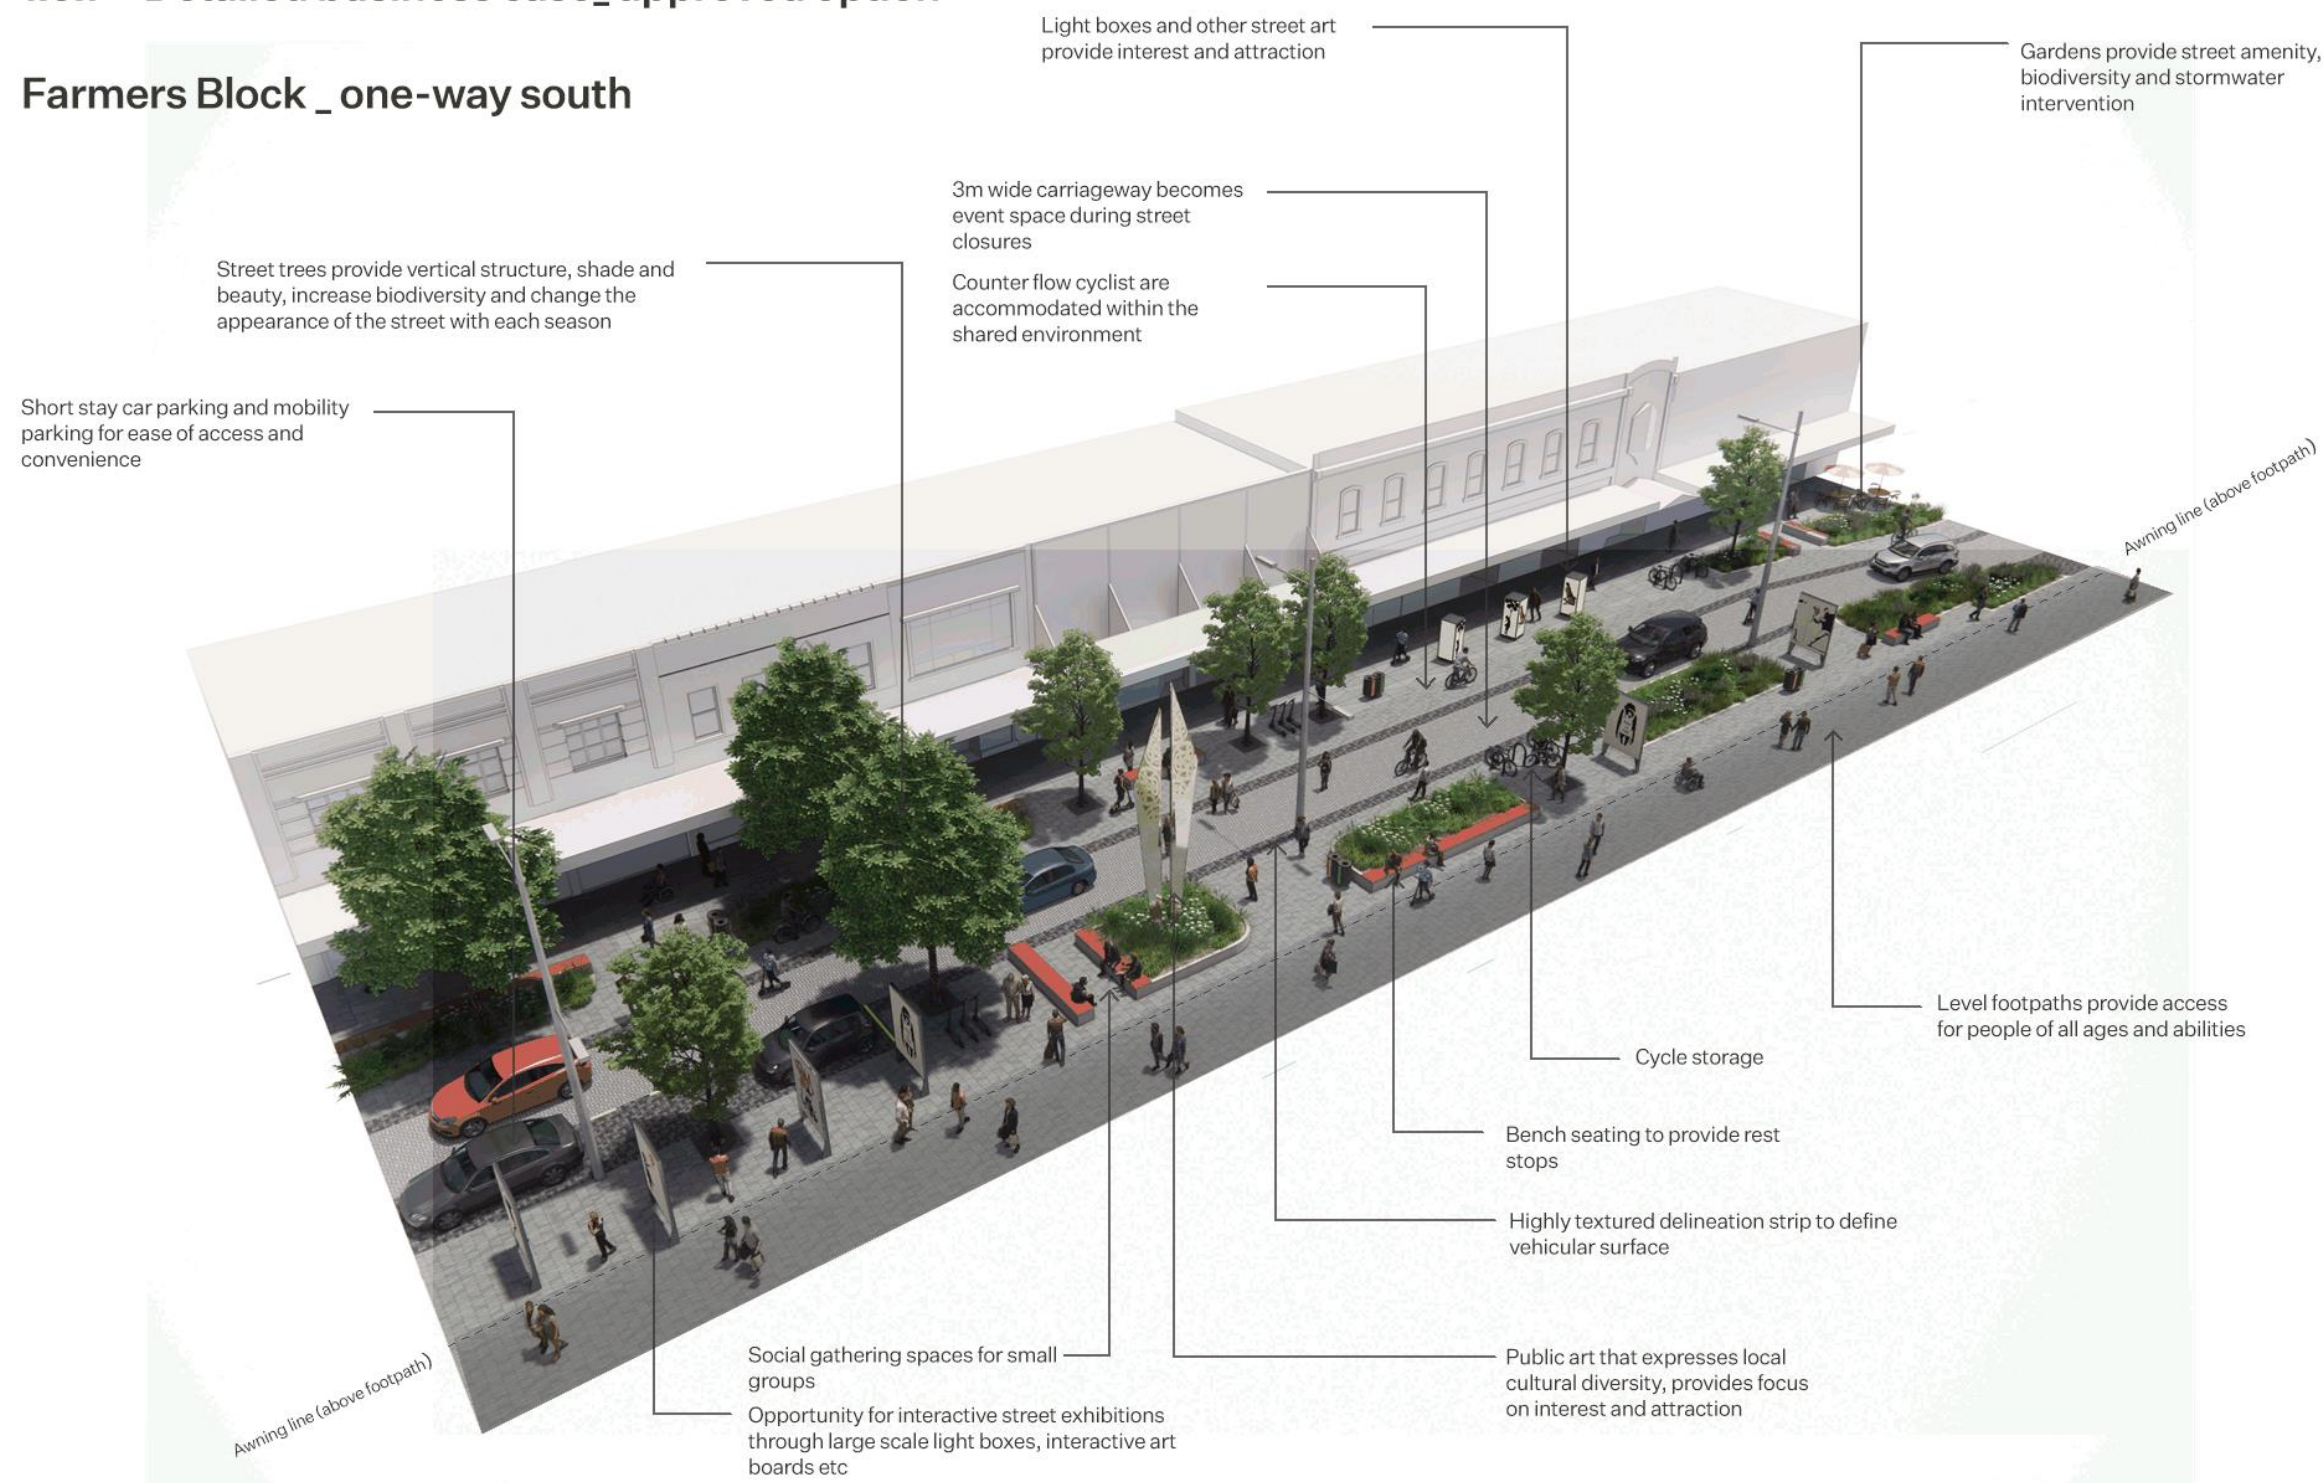 Detailed business case_ approved option
Farmers Block _ one-way south
Light boxes and other street art
provide interest and attraction
Gardens provide street amenity,
biodiversity and stormwater
intervention
3m wide carriageway becomes
event space during street
closures
Counter flow cyclist are
accommodated within the
shared environment
Street trees provide vertical structure, shade and
beauty, increase biodiversity and change the
appearance of the street with each season
Short stay car parking and mobility
parking for ease of access and
convenience
Awning line (above footpath)
Level footpaths provide access
for people of all ages and abilities
Cycle storage
Bench seating to provide rest
stops
Highly textured delineation strip to define
vehicular surface
Public art that expresses local
cultural diversity, provides focus
on interest and attraction
Social gathering spaces for small
groups
Opportunity for interactive street exhibitions
through large scale light boxes, interactive art
boards etc
Awning line (above footpath)